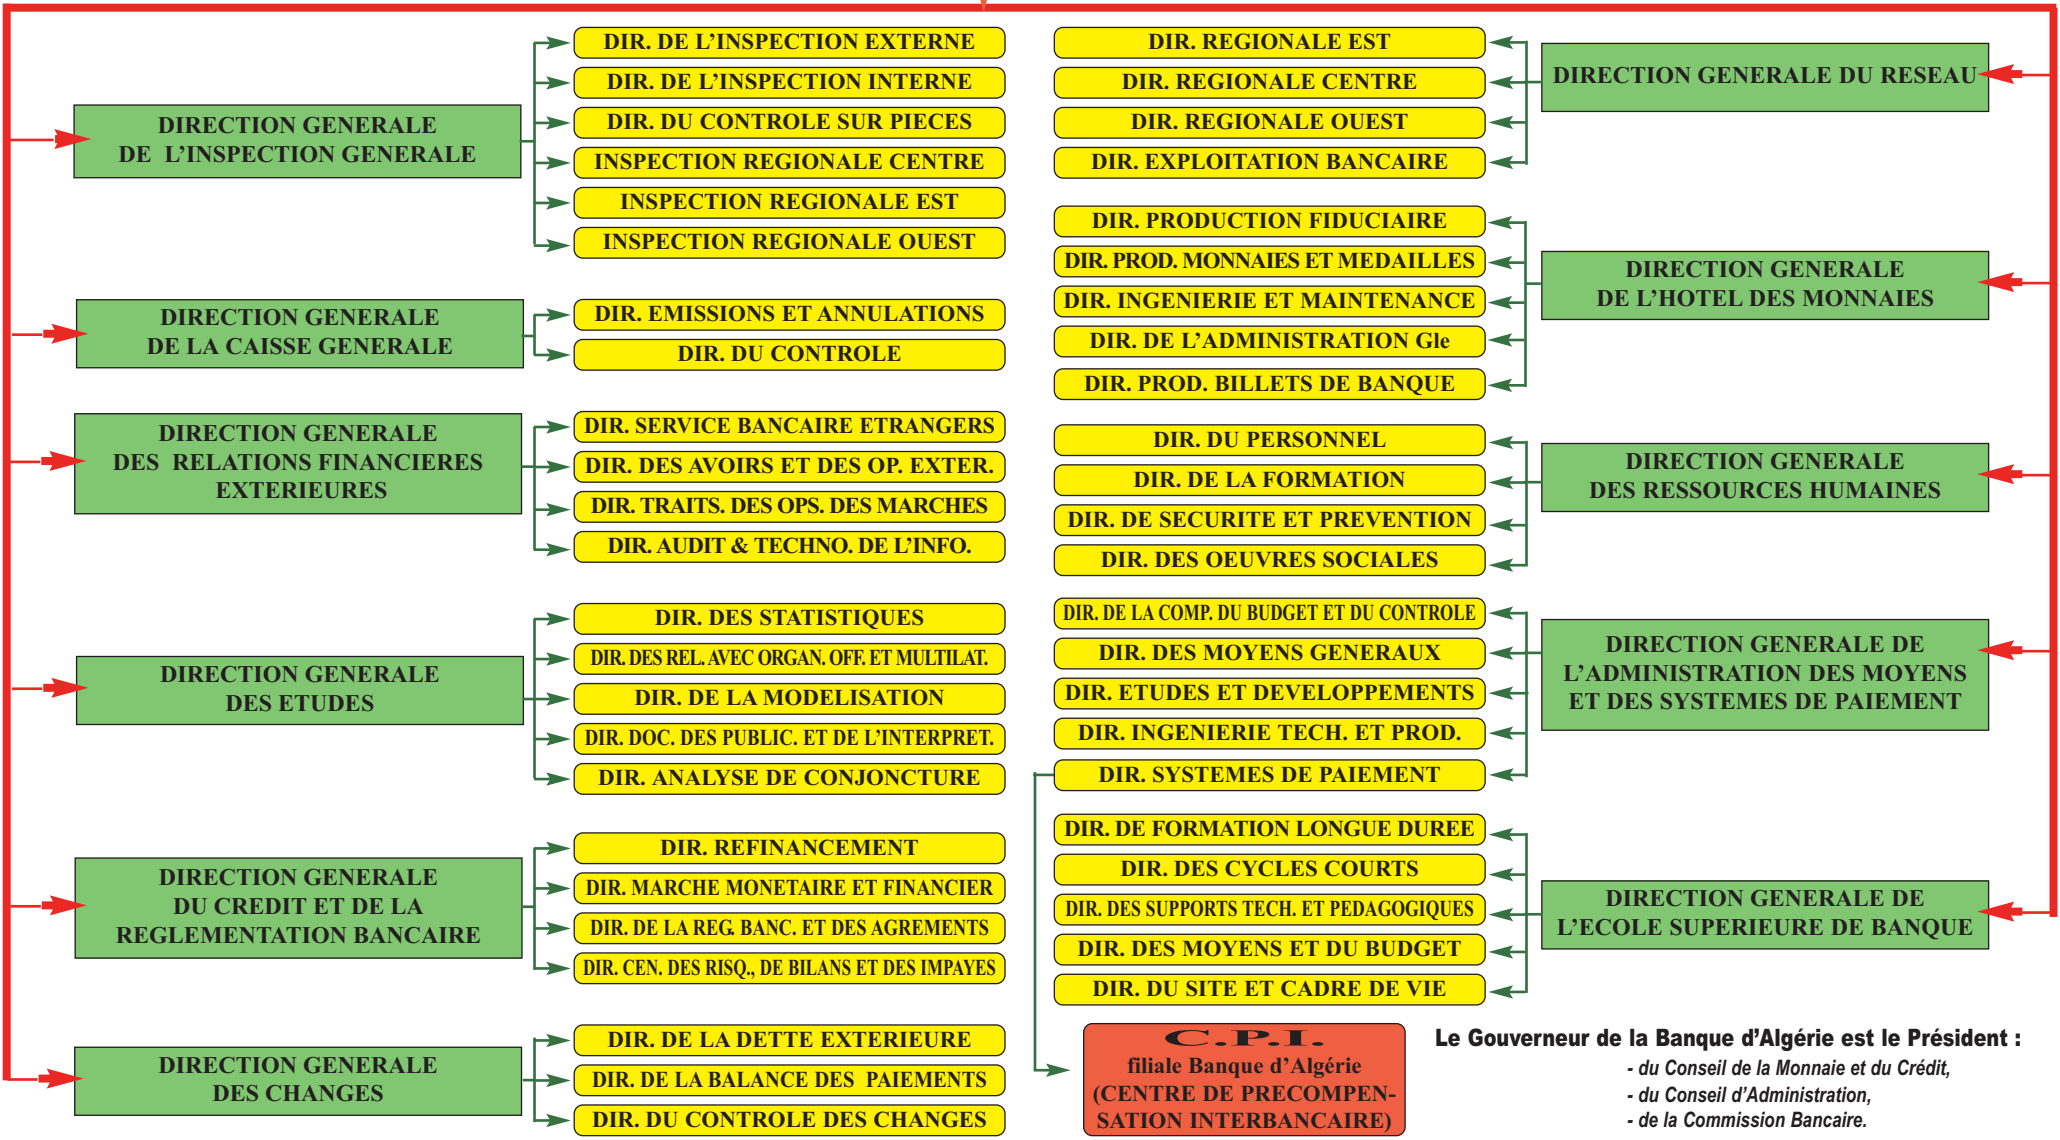 DIRECTION GENERALE
DE L'INSPECTION GENERALE
DIR. DE L'INSPECTION EXTERNE
DIR. DE L'INSPECTION INTERNE
DIR. DU CONTROLE SUR PIECES
INSPECTION REGIONALE CENTRE
INSPECTION REGIONALE EST
INSPECTION REGIONALE OUEST
DIRECTION GENERALE
DE LA CAISSE GENERALE
DIR. EMISSIONS ET ANNULATIONS
DIR. DU CONTROLE
DIRECTION GENERALE
DES RELATIONS FINANCIERES
EXTERIEURES
DIR. SERVICE BANCAIRE ETRANGERS
DIR. DES AVOIRS ET DES OP. EXTER.
DIR. TRAITS. DES OPS. DES MARCHES
DIR. AUDIT & TECHNO. DE L'INFO.
DIRECTION GENERALE
DES ETUDES
DIR. DES STATISTIQUES
DIR. DES REL. AVEC ORGAN. OFF. ET MULTILAT.
DIR. DE LA MODELISATION
DIR. DOC. DES PUBLIC. ET DE L'INTERPRET.
DIR. ANALYSE DE CONJONCTURE
DIRECTION GENERALE
DU CREDIT ET DE LA
REGLEMENTATION BANCAIRE
DIR. REFINANCEMENT
DIR. MARCHE MONETAIRE ET FINANCIER
DIR. DE LA REG. BANC. ET DES AGREMENTS
DIR. CEN. DES RISQ., DE BILANS ET DES IMPAYES
DIRECTION GENERALE
DES CHANGES
DIR. DE LA DETTE EXTERIEURE
DIR. DE LA BALANCE DES PAIEMENTS
DIR. DU CONTROLE DES CHANGES
DIRECTION GENERALE DU RESEAU
DIR. REGIONALE EST
DIR. REGIONALE CENTRE
DIR. REGIONALE OUEST
DIR. EXPLOITATION BANCAIRE
DIRECTION GENERALE
DE L'HOTEL DES MONNAIES
DIR. PRODUCTION FIDUCIAIRE
DIR. PROD. MONNAIES ET MEDAILLES
DIR. INGENIERIE ET MAINTENANCE
DIR. DE L'ADMINISTRATION Gle
DIR. PROD. BILLETS DE BANQUE
DIRECTION GENERALE
DES RESSOURCES HUMAINES
DIR. DU PERSONNEL
DIR. DE LA FORMATION
DIR. DE SECURITE ET PREVENTION
DIR. DES OEUVRES SOCIALES
DIRECTION GENERALE DE
L'ADMINISTRATION DES MOYENS
ET DES SYSTEMES DE PAIEMENT
DIR. DE LA COMP. DU BUDGET ET DU CONTROLE
DIR. DES MOYENS GENERAUX
DIR. ETUDES ET DEVELOPPEMENTS
DIR. INGENIERIE TECH. ET PROD.
DIR. SYSTEMES DE PAIEMENT
DIRECTION GENERALE DE
L'ECOLE SUPERIEURE DE BANQUE
DIR. DE FORMATION LONGUE DUREE
DIR. DES CYCLES COURTS
DIR. DES SUPPORTS TECH. ET PEDAGOGIQUES
DIR. DES MOYENS ET DU BUDGET
DIR. DU SITE ET CADRE DE VIE
C.P.I.
filiale Banque d'Algérie
(CENTRE DE PRECOMPEN-
SATION INTERBANCAIRE)
Le Gouverneur de la Banque d'Algérie est le Président :
- du Conseil de la Monnaie et du Crédit,
- du Conseil d'Administration,
- de la Commission Bancaire.